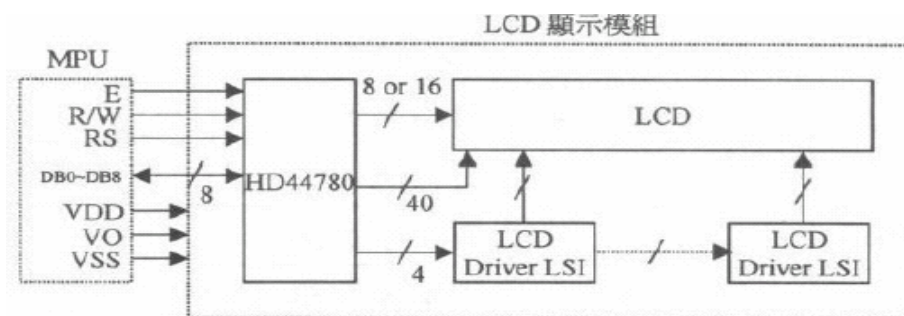 LCD 顯示模組
MPU
E
R/W
RS
DB0~DB8
VDD
VO
VSS
8
HD44780
8 or 16
40
4
LCD
LCD
Driver LSI
LCD
Driver LSI